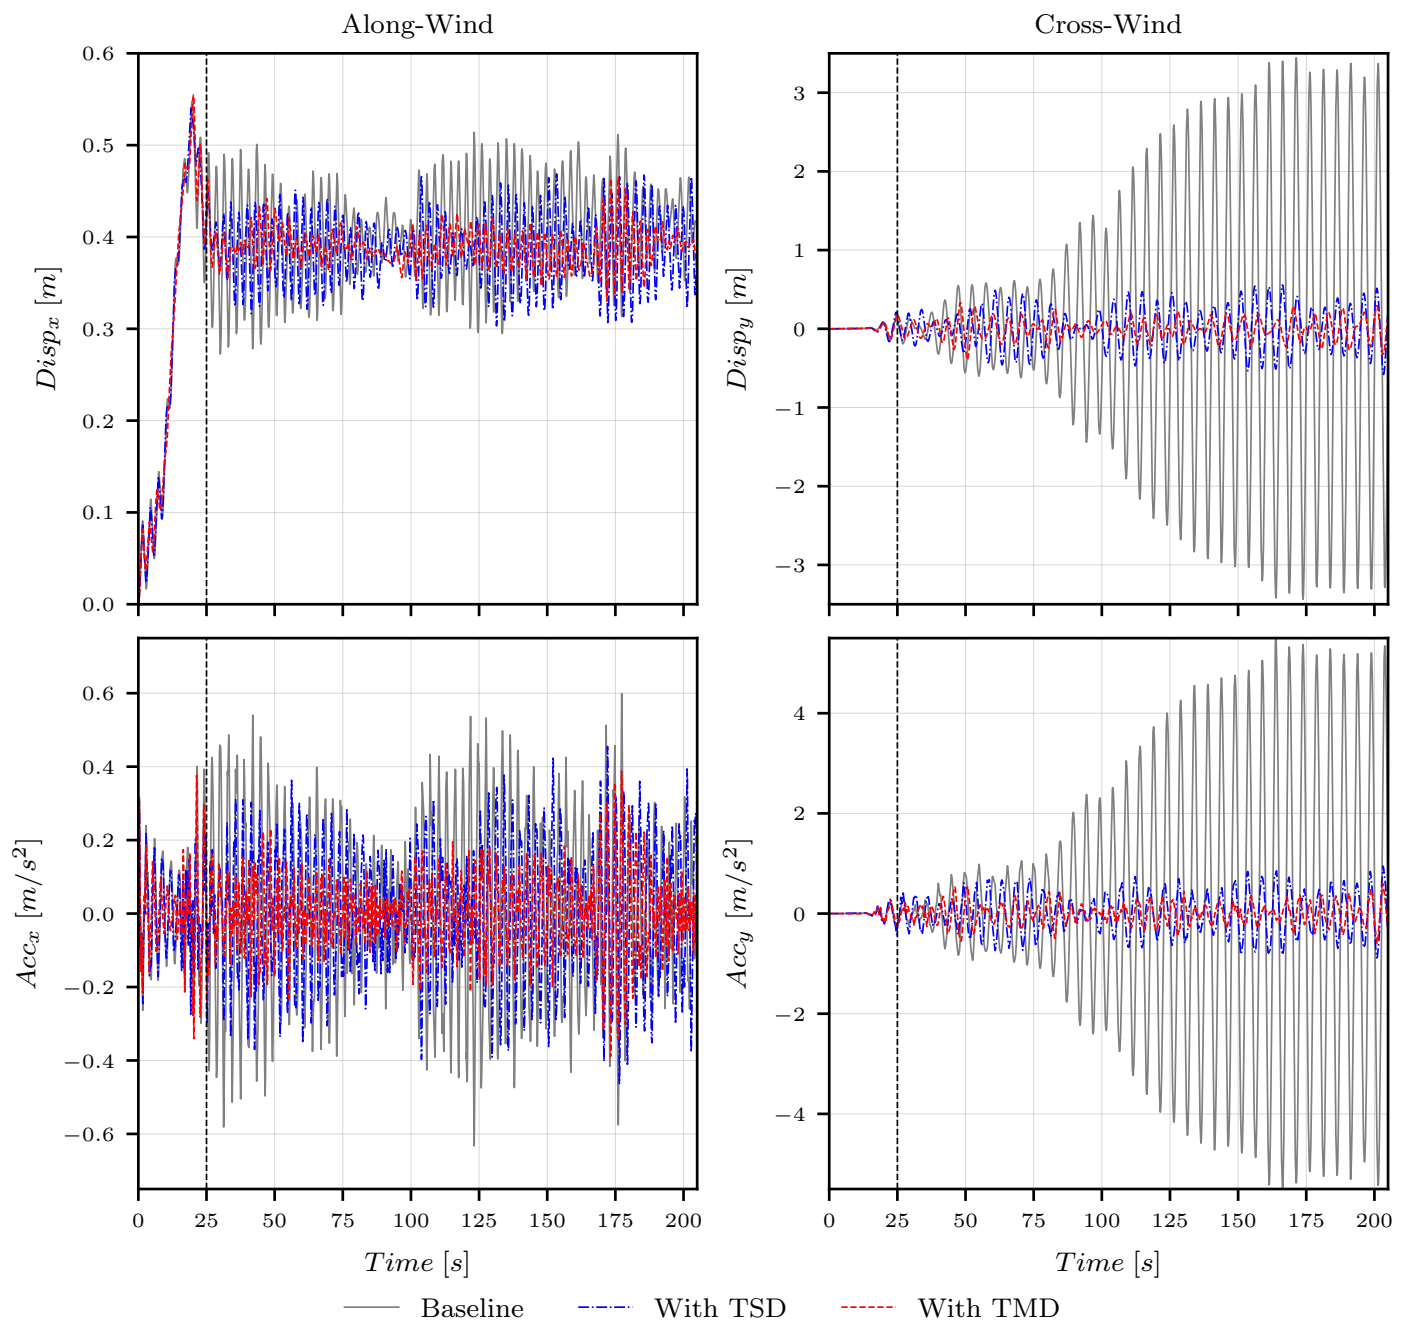 Along-Wind
Cross-Wind
0.6
0.5
0.4
0.3
0.2
0.1
0.0
Disp_x [m]
3
2
1
0
−1
−2
−3
Disp_y [m]
0.6
0.4
0.2
0.0
−0.2
−0.4
−0.6
Acc_x [m/s²]
4
2
0
−2
−4
Acc_y [m/s²]
0 25 50 75 100 125 150 175 200
0 25 50 75 100 125 150 175 200
Time [s]
Time [s]
Baseline With TSD With TMD